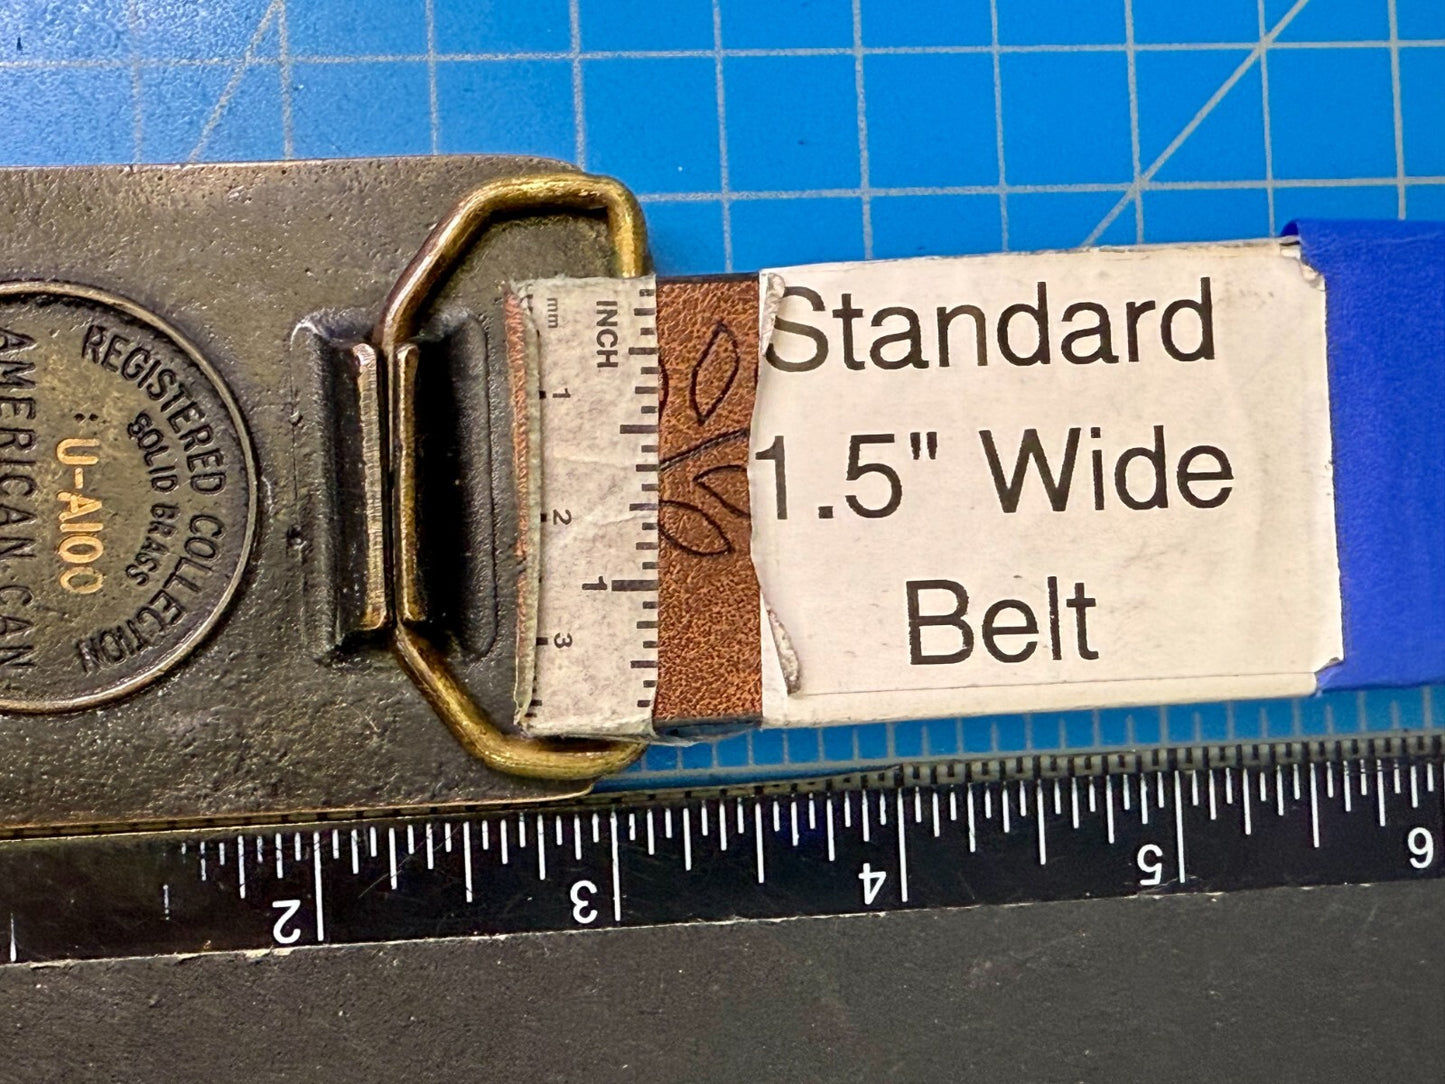 REGISTERED COLLECTION
SOLID BRASS
U-A100
AMERICAN CAN
mm
INCH
1
2
1
3
Standard
1.5" Wide
Belt
2
3
4
5
6